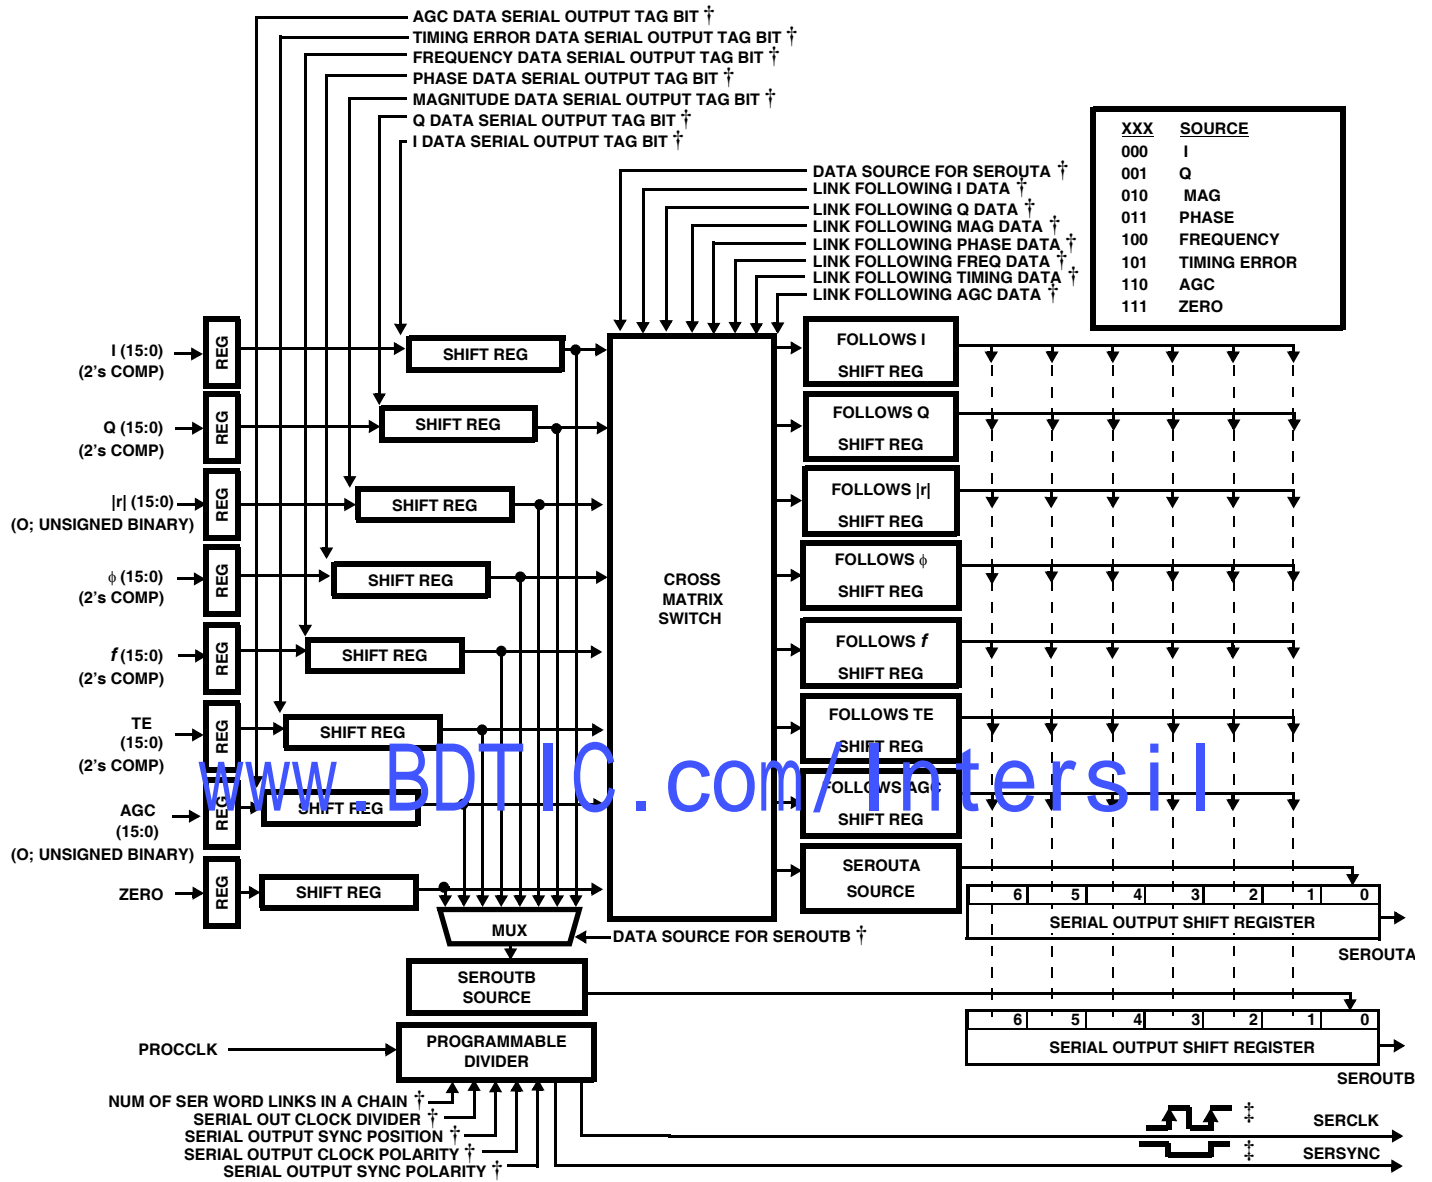 AGC DATA SERIAL OUTPUT TAG BIT †
TIMING ERROR DATA SERIAL OUTPUT TAG BIT †
FREQUENCY DATA SERIAL OUTPUT TAG BIT †
PHASE DATA SERIAL OUTPUT TAG BIT †
MAGNITUDE DATA SERIAL OUTPUT TAG BIT †
Q DATA SERIAL OUTPUT TAG BIT †
I DATA SERIAL OUTPUT TAG BIT †
XXX SOURCE
000 I
001 Q
010 MAG
011 PHASE
100 FREQUENCY
101 TIMING ERROR
110 AGC
111 ZERO
DATA SOURCE FOR SEROUTA †
LINK FOLLOWING I DATA †
LINK FOLLOWING Q DATA †
LINK FOLLOWING MAG DATA †
LINK FOLLOWING PHASE DATA †
LINK FOLLOWING FREQ DATA †
LINK FOLLOWING TIMING DATA †
LINK FOLLOWING AGC DATA †
I (15:0)
(2's COMP)
REG
SHIFT REG
FOLLOWS I
SHIFT REG
Q (15:0)
(2's COMP)
REG
SHIFT REG
FOLLOWS Q
SHIFT REG
|r| (15:0)
(O; UNSIGNED BINARY)
REG
SHIFT REG
FOLLOWS |r|
SHIFT REG
ϕ (15:0)
(2's COMP)
REG
SHIFT REG
CROSS
MATRIX
SWITCH
FOLLOWS ϕ
SHIFT REG
f (15:0)
(2's COMP)
REG
SHIFT REG
FOLLOWS f
SHIFT REG
TE
(15:0)
(2's COMP)
REG
SHIFT REG
FOLLOWS TE
SHIFT REG
www.BDTIC.com/Intersil
AGC
(15:0)
(O; UNSIGNED BINARY)
REG
SHIFT REG
FOLLOWS AGC
SHIFT REG
ZERO
REG
SHIFT REG
SEROUTA
SOURCE
6 5 4 3 2 1 0
SERIAL OUTPUT SHIFT REGISTER
SEROUTA
MUX
DATA SOURCE FOR SEROUTB †
SEROUTB
SOURCE
6 5 4 3 2 1 0
SERIAL OUTPUT SHIFT REGISTER
SEROUTB
PROCCLK
PROGRAMMABLE
DIVIDER
NUM OF SER WORD LINKS IN A CHAIN †
SERIAL OUT CLOCK DIVIDER †
SERIAL OUTPUT SYNC POSITION †
SERIAL OUTPUT CLOCK POLARITY †
SERIAL OUTPUT SYNC POLARITY †
‡ SERCLK
‡ SERSYNC